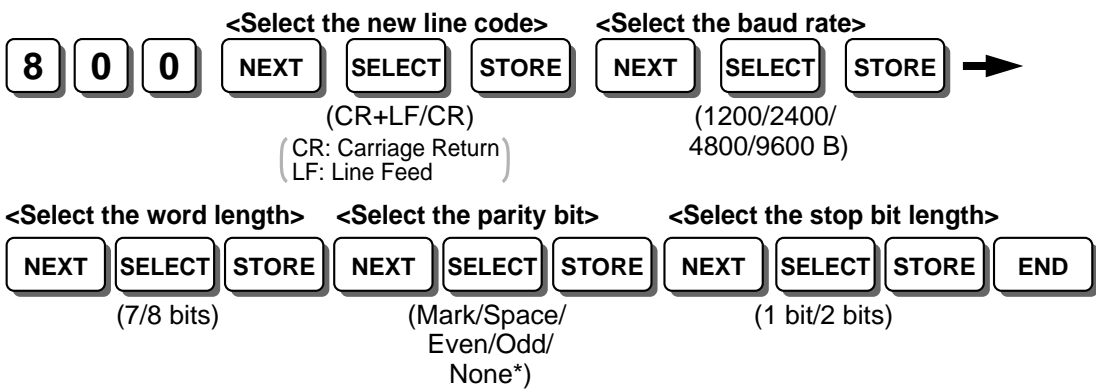 <Select the new line code> <Select the baud rate>
8 0 0 NEXT SELECT STORE NEXT SELECT STORE
(CR+LF/CR) (1200/2400/
CR: Carriage Return 4800/9600 B)
LF: Line Feed
<Select the word length> <Select the parity bit> <Select the stop bit length>
NEXT SELECT STORE NEXT SELECT STORE NEXT SELECT STORE END
(7/8 bits) (Mark/Space/ (1 bit/2 bits)
Even/Odd/
None*)